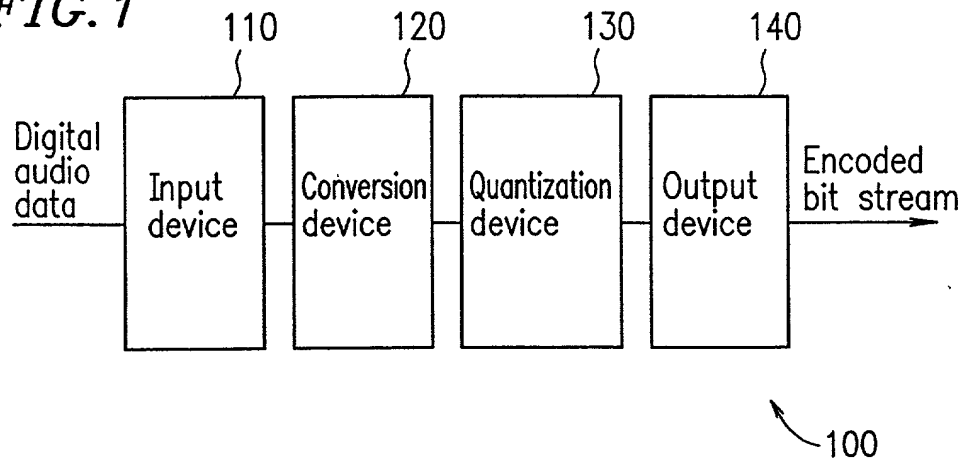 FIG. 1
110
120
130
140
Digital
audio
data
Input
device
Conversion
device
Quantization
device
Output
device
Encoded
bit stream
100